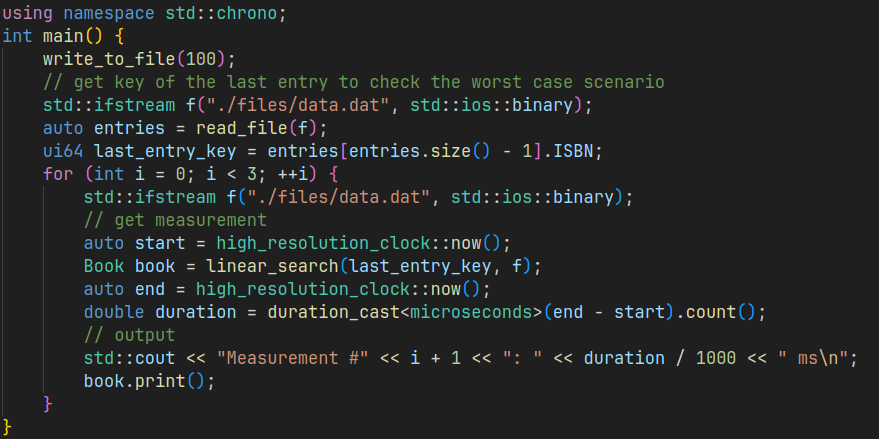 using namespace std::chrono;
int main() {
    write_to_file(100);
    // get key of the last entry to check the worst case scenario
    std::ifstream f("./files/data.dat", std::ios::binary);
    auto entries = read_file(f);
    ui64 last_entry_key = entries[entries.size() - 1].ISBN;
    for (int i = 0; i < 3; ++i) {
        std::ifstream f("./files/data.dat", std::ios::binary);
        // get measurement
        auto start = high_resolution_clock::now();
        Book book = linear_search(last_entry_key, f);
        auto end = high_resolution_clock::now();
        double duration = duration_cast<microseconds>(end - start).count();
        // output
        std::cout << "Measurement #" << i + 1 << ": " << duration / 1000 << " ms\n";
        book.print();
    }
}